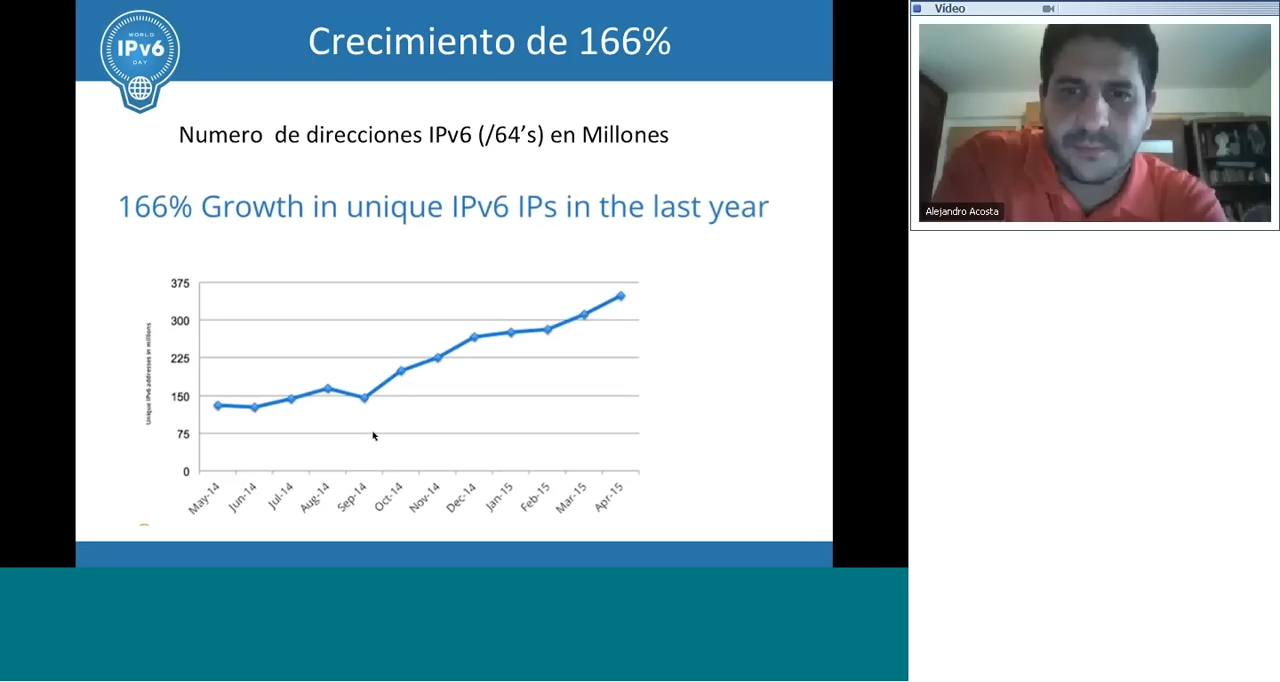 WORLD
IPv6
DAY
Crecimiento de 166%
Numero de direcciones IPv6 (/64's) en Millones
166% Growth in unique IPv6 IPs in the last year
Unique IPv6 addresses in millions
375
300
225
150
75
0
May-14
Jun-14
Jul-14
Aug-14
Sep-14
Oct-14
Nov-14
Dec-14
Jan-15
Feb-15
Mar-15
Apr-15
Vídeo
Alejandro Acosta